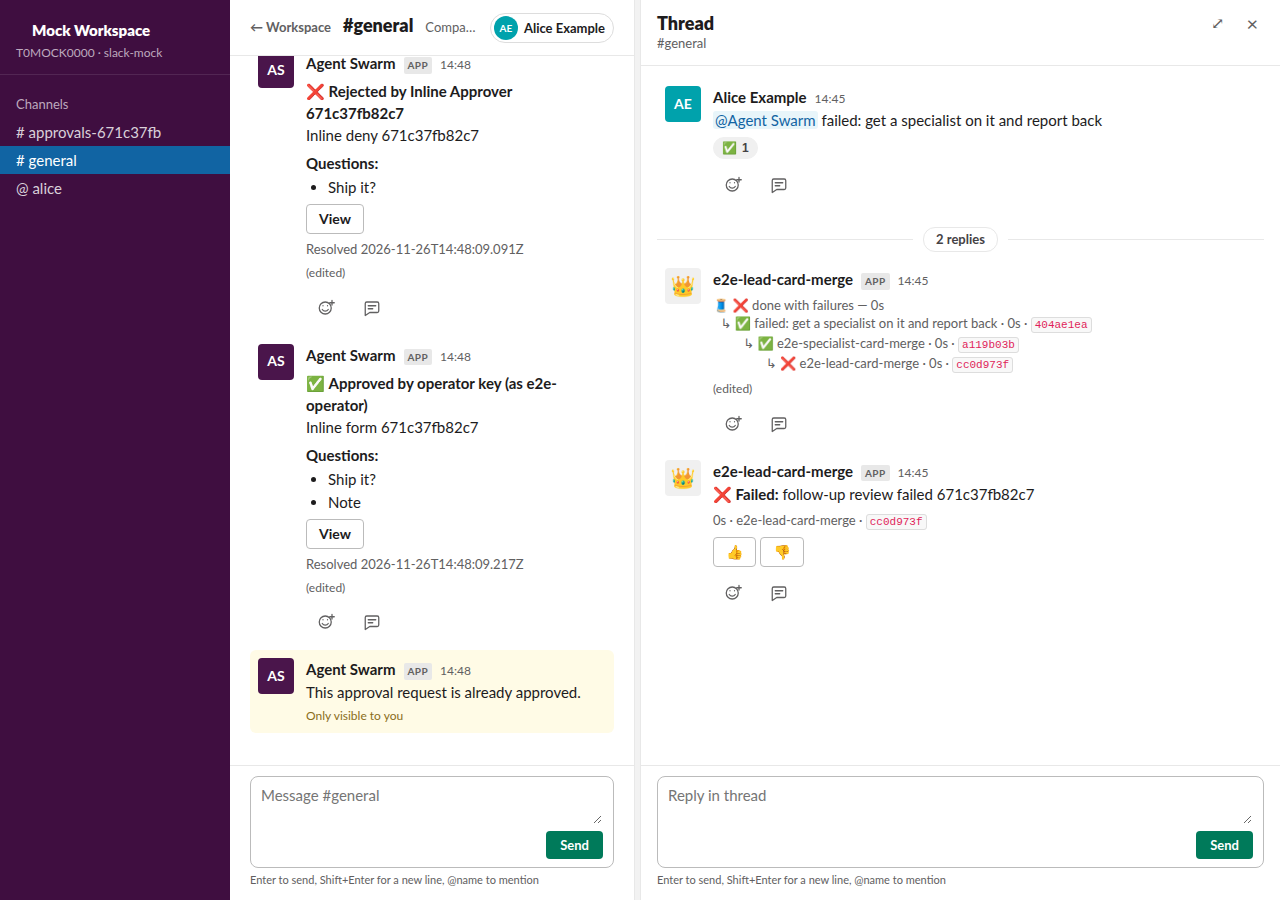 Mock Workspace
T0MOCK0000 · slack-mock
Channels
# approvals-671c37fb
# general
@ alice
← Workspace #general Compa... AE Alice Example
AS Agent Swarm APP 14:48
❌ Rejected by Inline Approver
671c37fb82c7
Inline deny 671c37fb82c7
Questions:
• Ship it?
View
Resolved 2026-11-26T14:48:09.091Z
(edited)
AS Agent Swarm APP 14:48
✅ Approved by operator key (as e2e-
operator)
Inline form 671c37fb82c7
Questions:
• Ship it?
• Note
View
Resolved 2026-11-26T14:48:09.217Z
(edited)
AS Agent Swarm APP 14:48
This approval request is already approved.
Only visible to you
Message #general
Send
Enter to send, Shift+Enter for a new line, @name to mention
Thread
#general
AE Alice Example 14:45
@Agent Swarm failed: get a specialist on it and report back
✅ 1
2 replies
e2e-lead-card-merge APP 14:45
🧵 ❌ done with failures — 0s
↳ ✅ failed: get a specialist on it and report back · 0s · 404ae1ea
↳ ✅ e2e-specialist-card-merge · 0s · a119b03b
↳ ❌ e2e-lead-card-merge · 0s · cc0d973f
(edited)
e2e-lead-card-merge APP 14:45
❌ Failed: follow-up review failed 671c37fb82c7
0s · e2e-lead-card-merge · cc0d973f
👍 👎
Reply in thread
Send
Enter to send, Shift+Enter for a new line, @name to mention